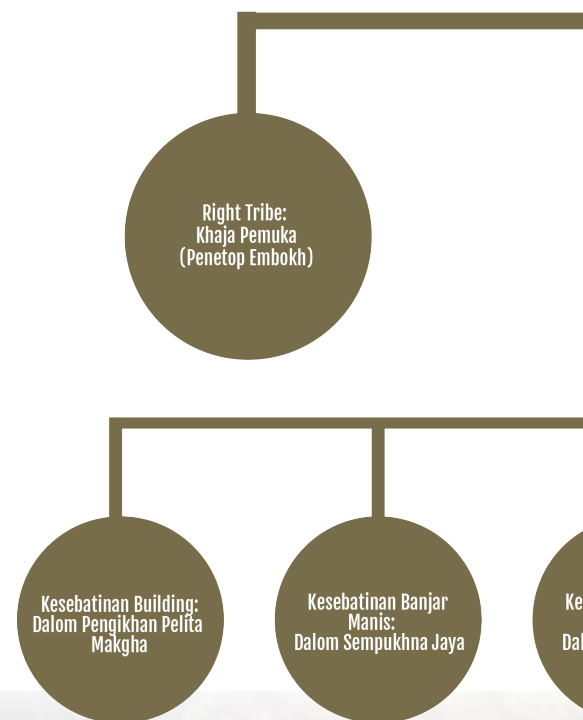 Right Tribe:
Khaja Pemuka
(Penetop Embokh)
Kesebatinan Building:
Dalom Pengikhan Pelita
Makgha
Kesebatinan Banjar
Manis:
Dalom Sempukhna Jaya